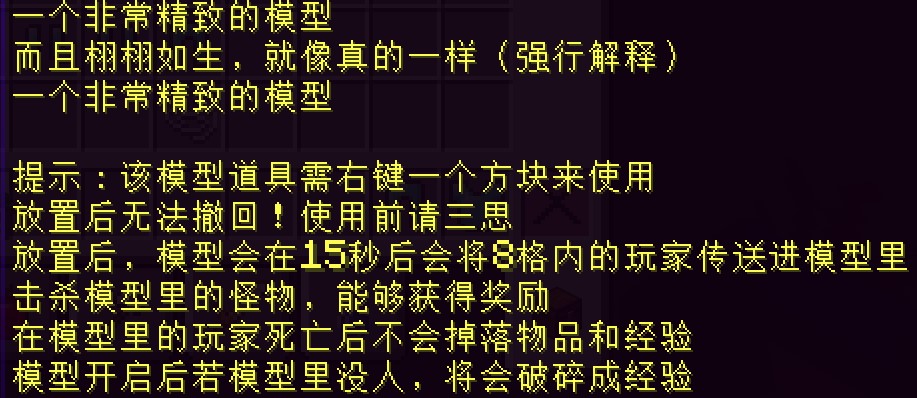 一个非常精致的模型
而且栩栩如生，就像真的一样（强行解释）
一个非常精致的模型
提示：该模型道具需右键一个方块来使用
放置后无法撤回！使用前请三思
放置后，模型会在15秒后会将8格内的玩家传送进模型里
击杀模型里的怪物，能够获得奖励
在模型里的玩家死亡后不会掉落物品和经验
模型开启后若模型里没人，将会破碎成经验